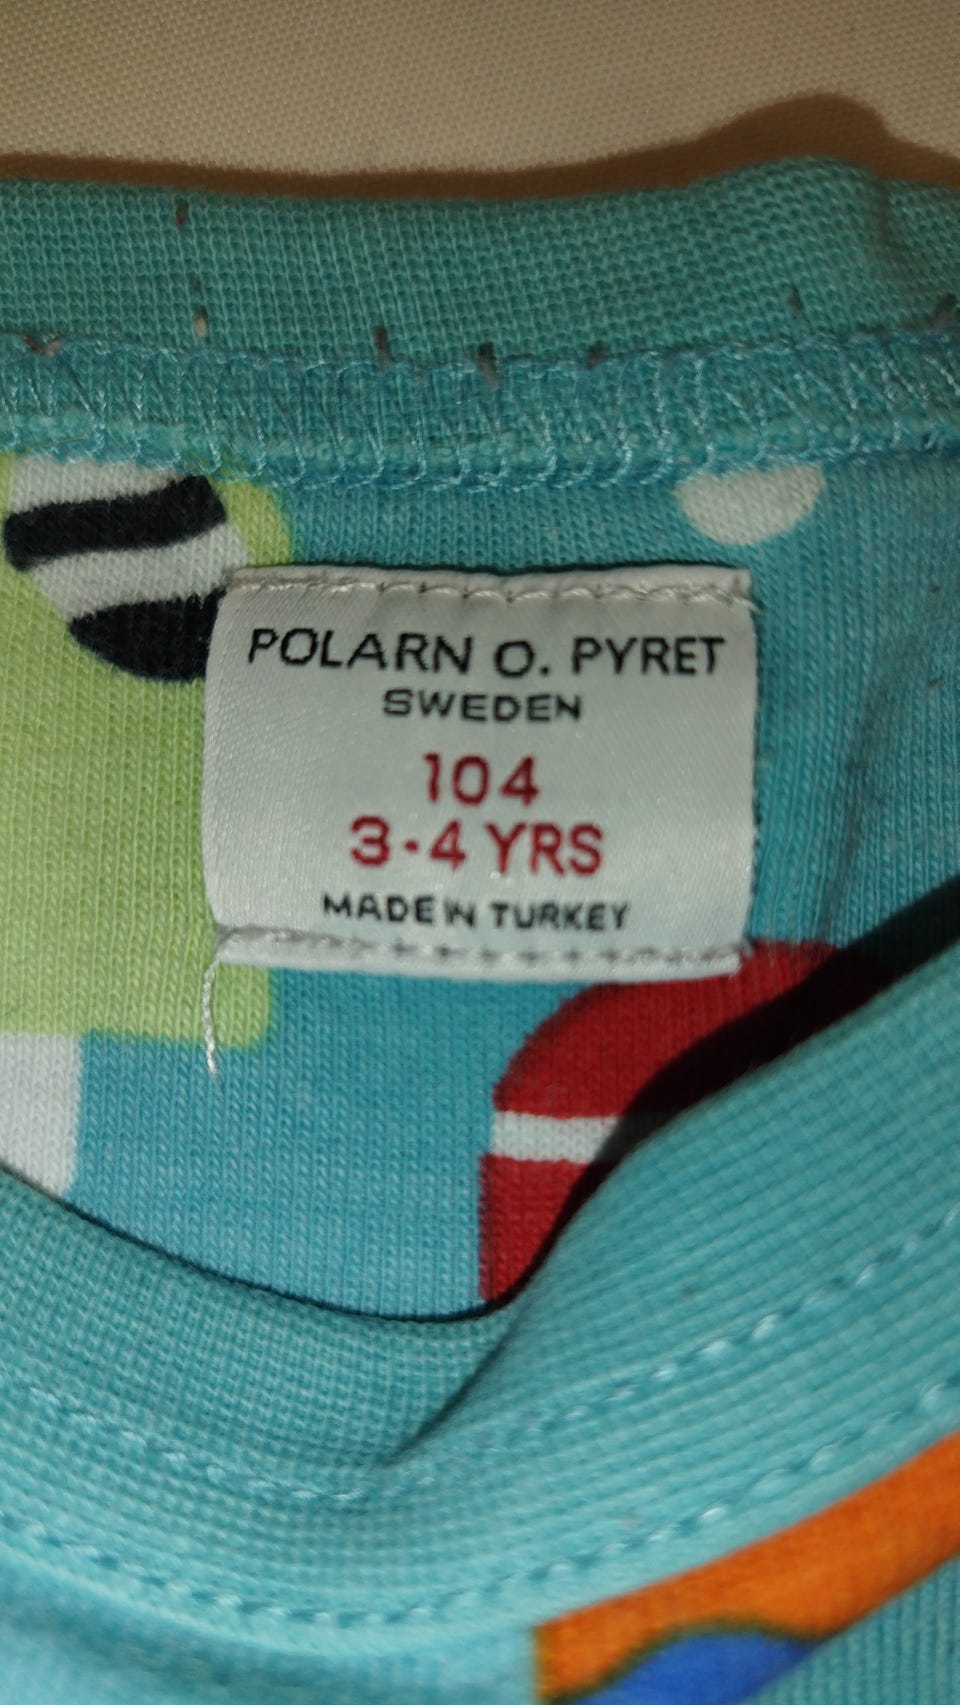 POLARN O. PYRET
SWEDEN
104
3-4 YRS
MADE IN TURKEY